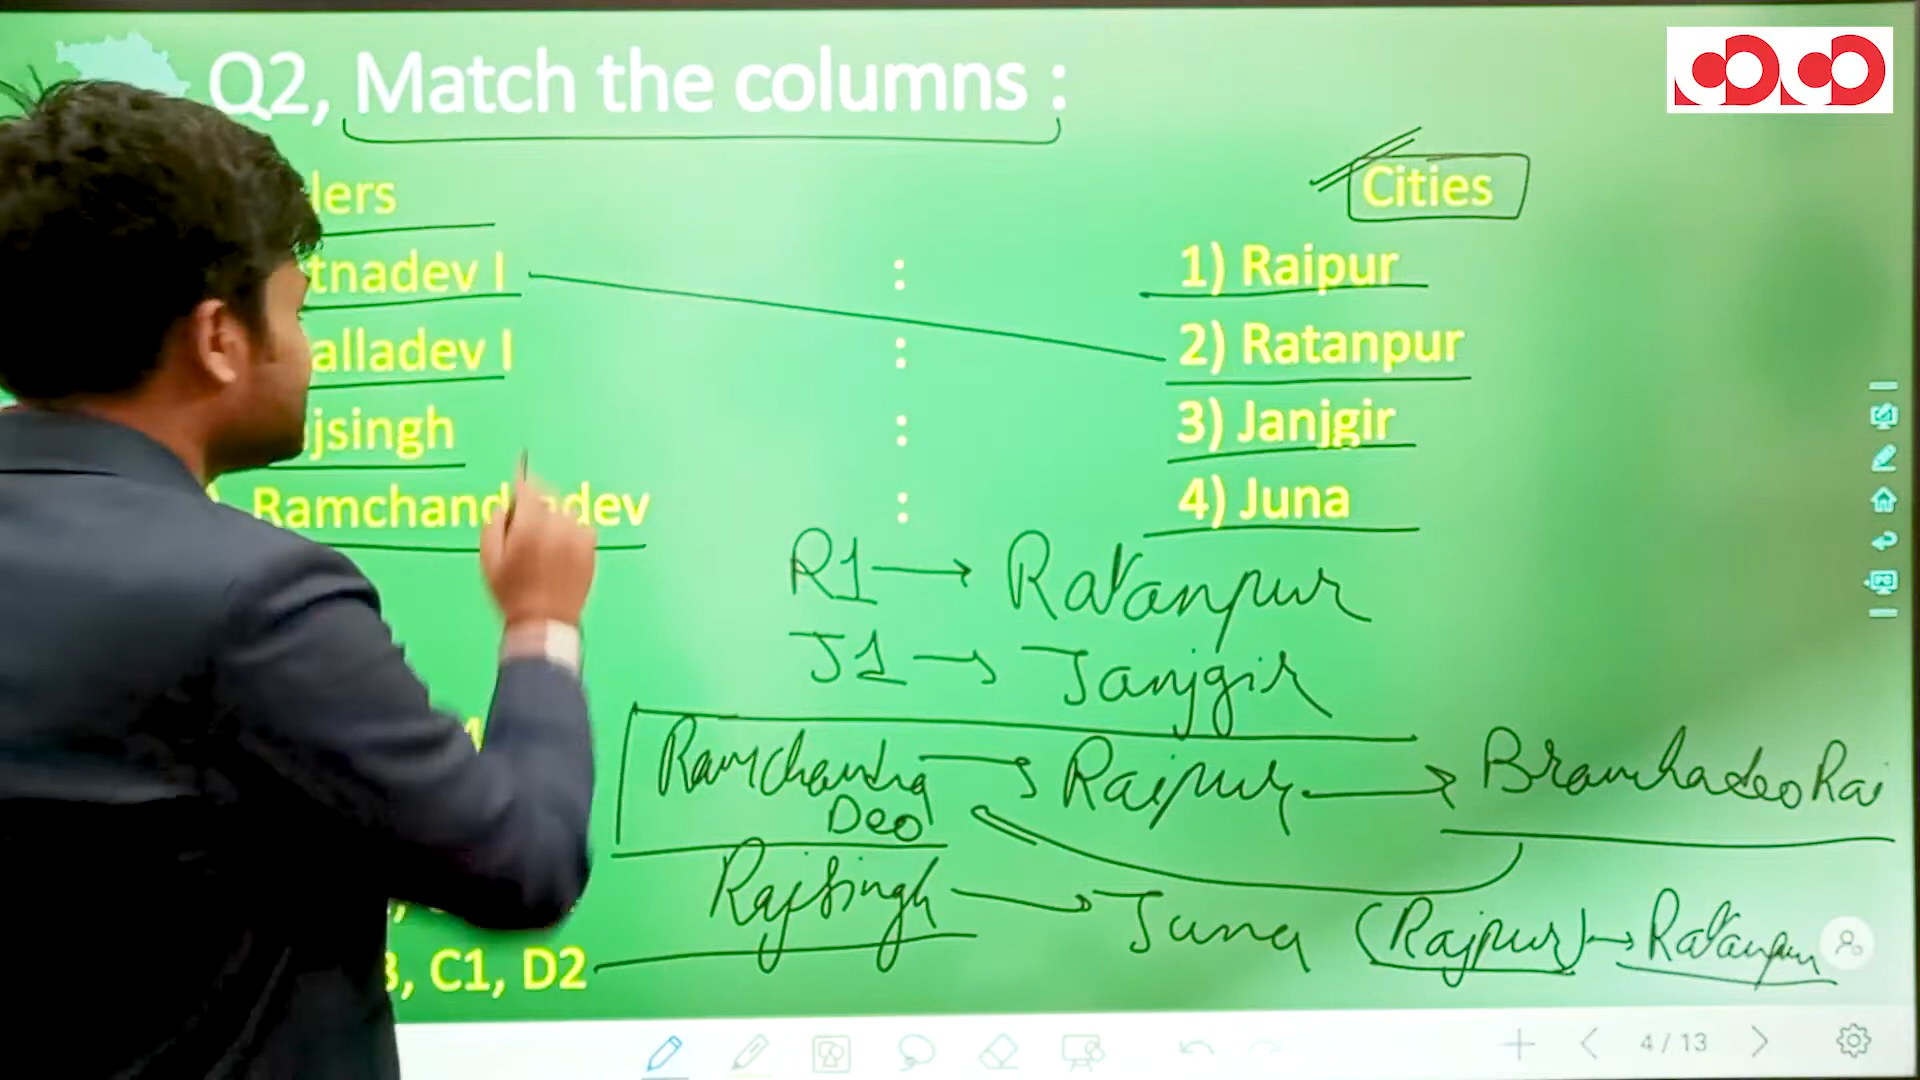 Q2, Match the columns :
lers
Cities
tnadev I : 1) Raipur
alladev I : 2) Ratanpur
jsingh : 3) Janjgir
Ramchand dev : 4) Juna
R1 → Ratanpur
J1 → Janjgir
Ramchandra Deo → Raipur → BramhadeoRai
RajSingh → Juna (Rajpur) → Ratanpur
, C1, D2
4 / 13